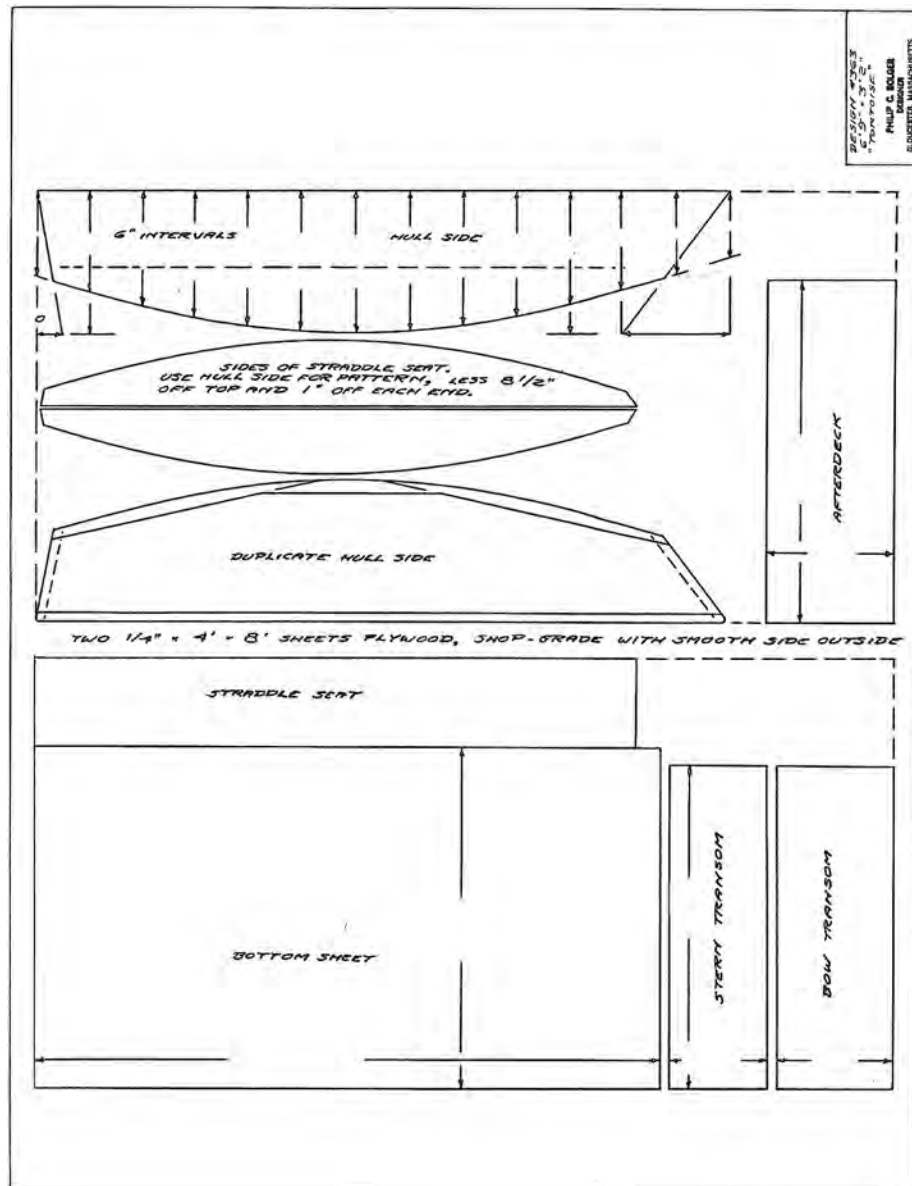 DESIGN #363
6'9" × 3'2"
"TORTOISE"
PHILIP C. BOLGER
DESIGNER
GLOUCESTER, MASSACHUSETTS
6" INTERVALS
HULL SIDE
0
SIDES OF STRADDLE SEAT.
USE HULL SIDE FOR PATTERN, LESS 8 1/2"
OFF TOP AND 1" OFF EACH END.
AFTERDECK
DUPLICATE HULL SIDE
TWO 1/4" × 4' × 8' SHEETS PLYWOOD, SHOP-GRADE WITH SMOOTH SIDE OUTSIDE
STRADDLE SEAT
BOTTOM SHEET
STERN TRANSOM
BOW TRANSOM